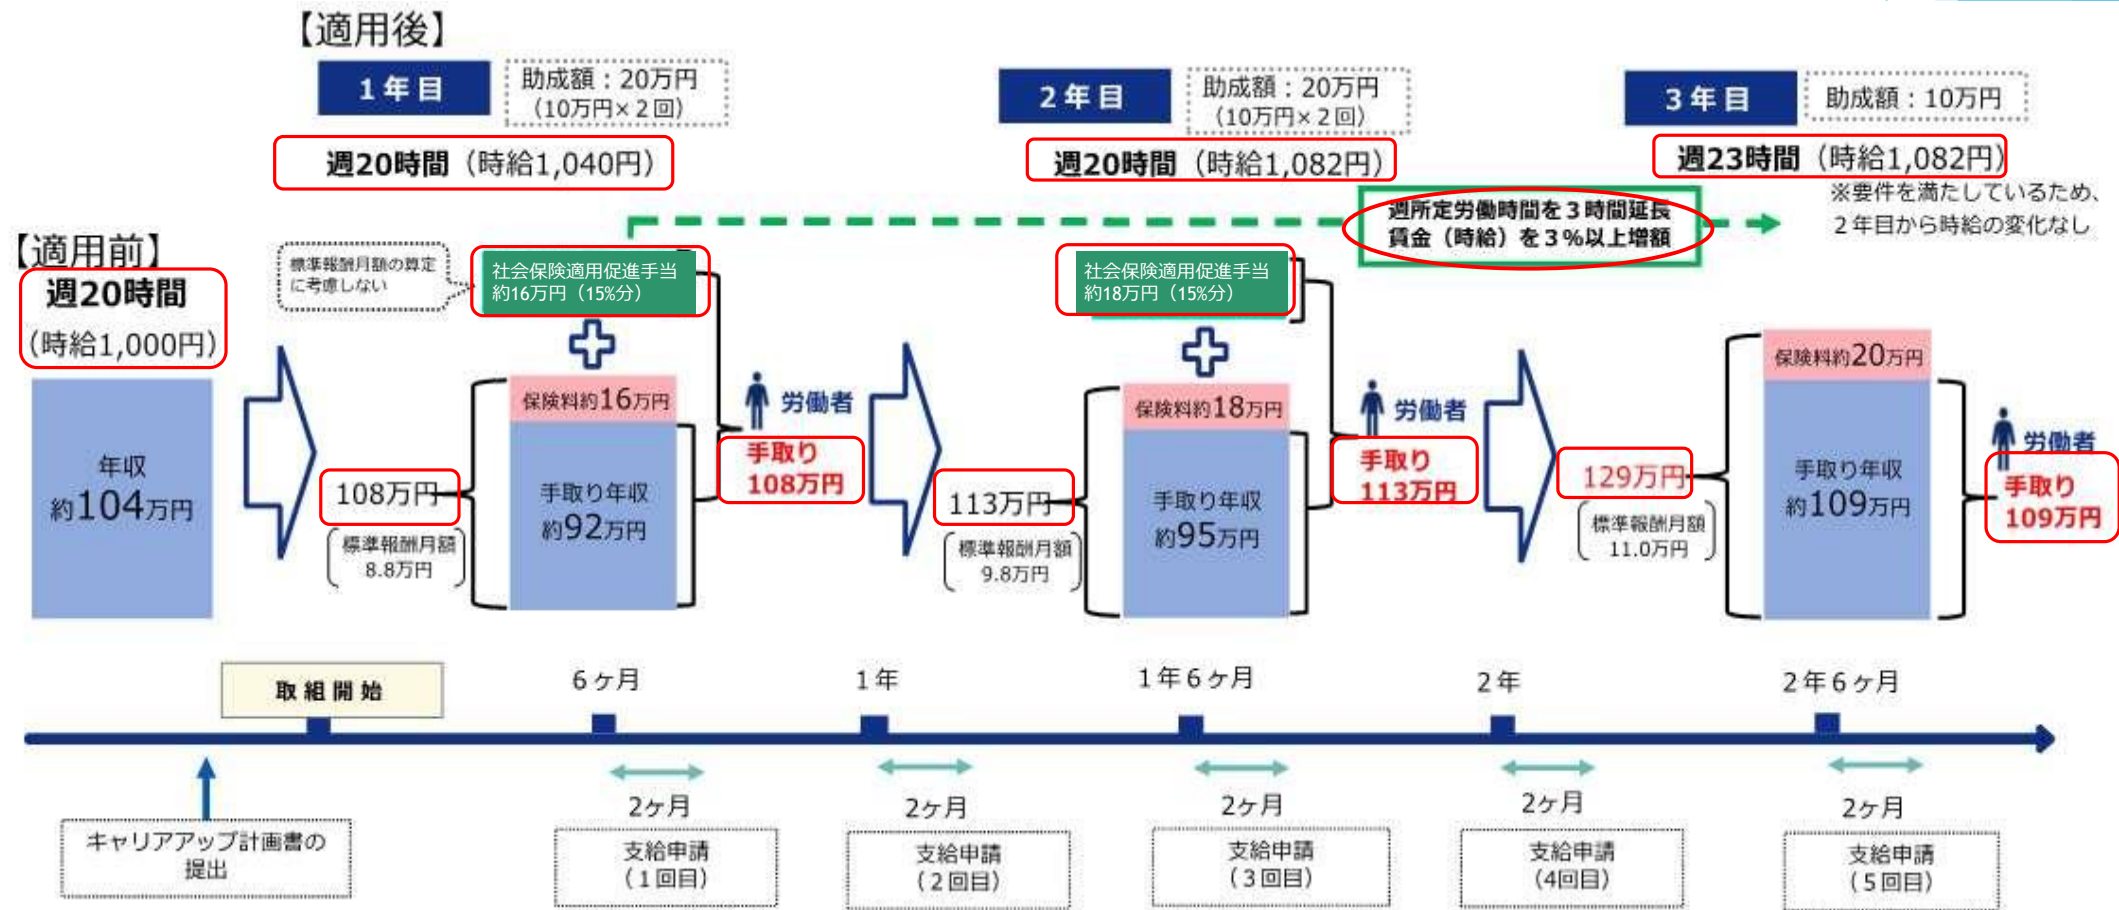 【適用後】
1年目
助成額：20万円
（10万円×2回）
週20時間（時給1,040円）
2年目
助成額：20万円
（10万円×2回）
週20時間（時給1,082円）
3年目
助成額：10万円
週23時間（時給1,082円）
※要件を満たしているため、
2年目から時給の変化なし
週所定労働時間を3時間延長
賃金（時給）を3％以上増額
【適用前】
週20時間
（時給1,000円）
年収
約104万円
標準報酬月額の算定
に考慮しない
社会保険適用促進手当
約16万円（15%分）
保険料約16万円
手取り年収
約92万円
108万円
標準報酬月額
8.8万円
労働者
手取り
108万円
社会保険適用促進手当
約18万円（15%分）
保険料約18万円
手取り年収
約95万円
113万円
標準報酬月額
9.8万円
労働者
手取り
113万円
保険料約20万円
手取り年収
約109万円
129万円
標準報酬月額
11.0万円
労働者
手取り
109万円
取組開始
6ヶ月
1年
1年6ヶ月
2年
2年6ヶ月
キャリアアップ計画書の
提出
2ヶ月
支給申請
（1回目）
2ヶ月
支給申請
（2回目）
2ヶ月
支給申請
（3回目）
2ヶ月
支給申請
（4回目）
2ヶ月
支給申請
（5回目）